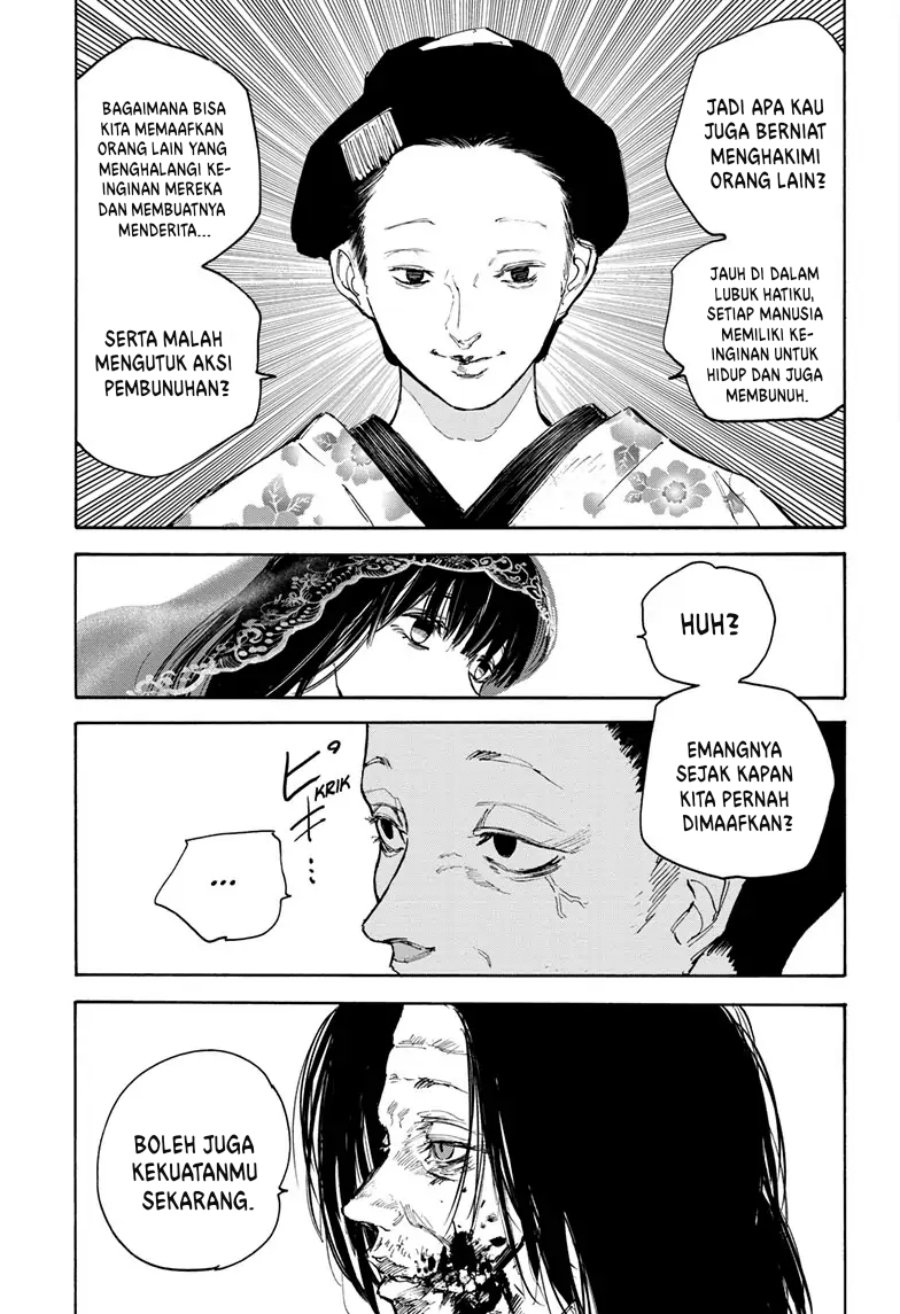 JADI APA KAU
JUGA BERNIAT
MENGHAKIMI
ORANG LAIN?
JAUH DI DALAM
LUBUK HATIKU,
SETIAP MANUSIA
MEMILIKI KE-
INGINAN UNTUK
HIDUP DAN JUGA
MEMBUNUH.
BAGAIMANA BISA
KITA MEMAAFKAN
ORANG LAIN YANG
MENGHALANGI KE-
INGINAN MEREKA
DAN MEMBUATNYA
MENDERITA...
SERTA MALAH
MENGUTUK AKSI
PEMBUNUHAN?
HUH?
EMANGNYA
SEJAK KAPAN
KITA PERNAH
DIMAAFKAN?
ピキ...
KRIK
...
BOLEH JUGA
KEKUATANMU
SEKARANG.